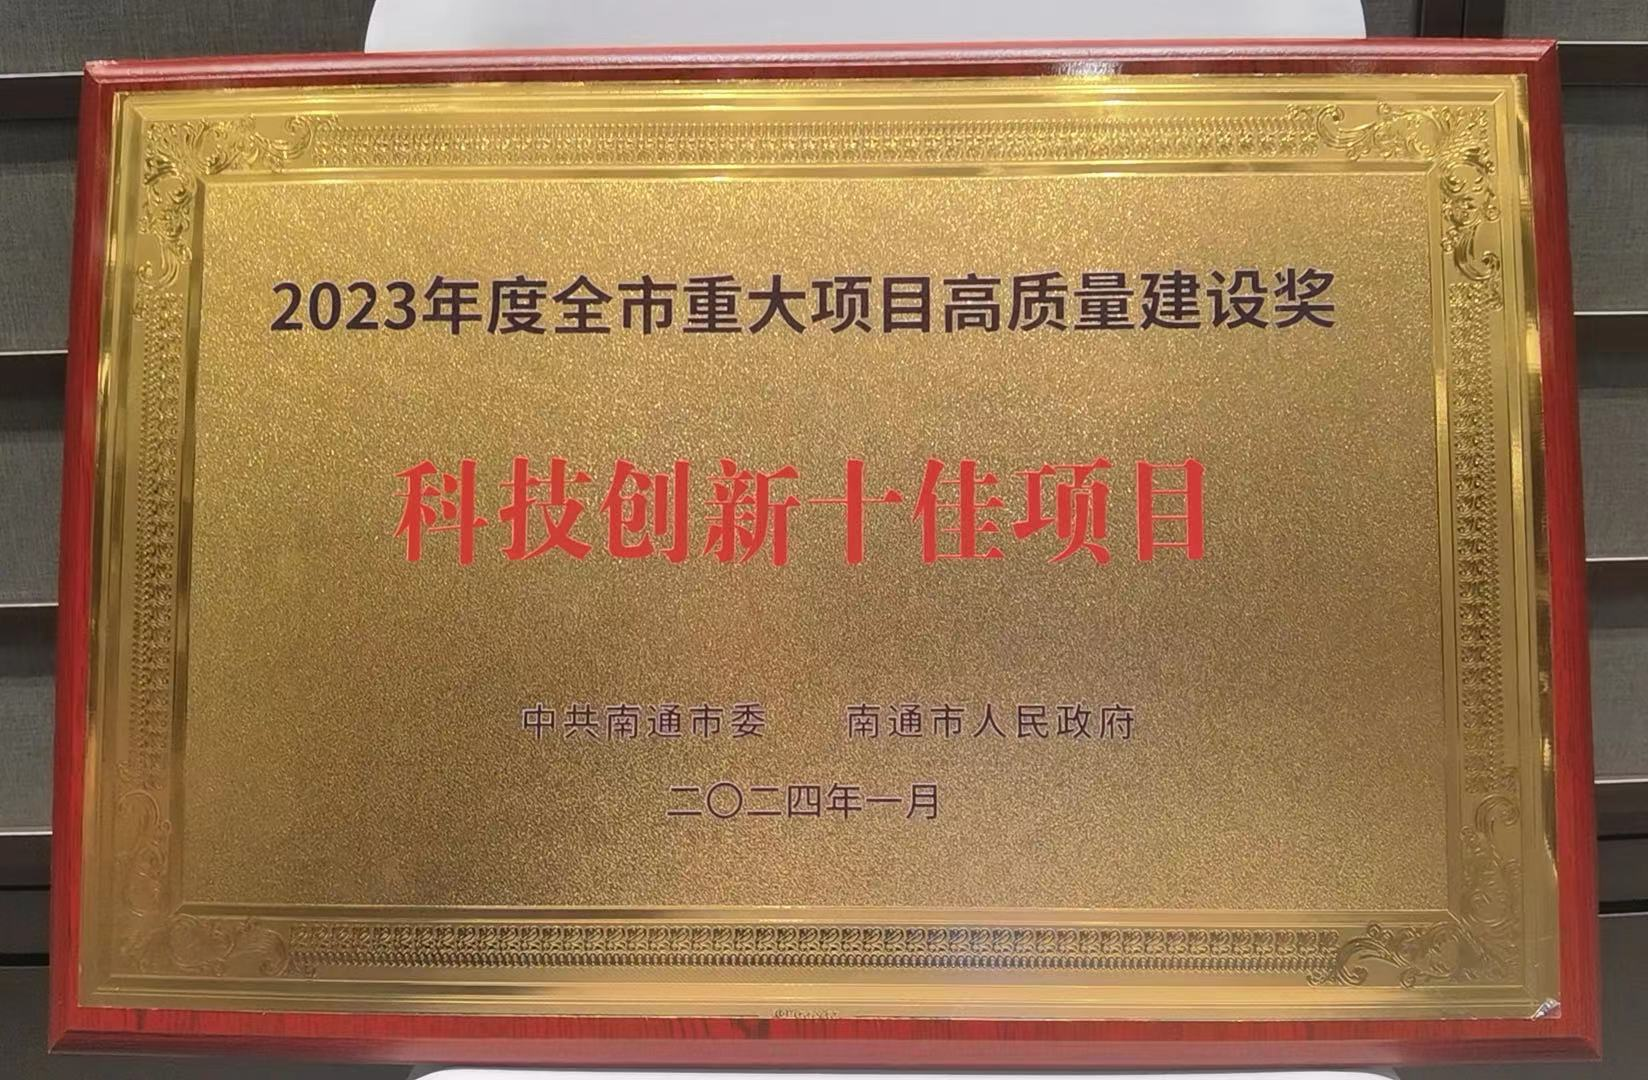 2023年度全市重大项目高质量建设奖
科技创新十佳项目
中共南通市委 南通市人民政府
二〇二四年一月